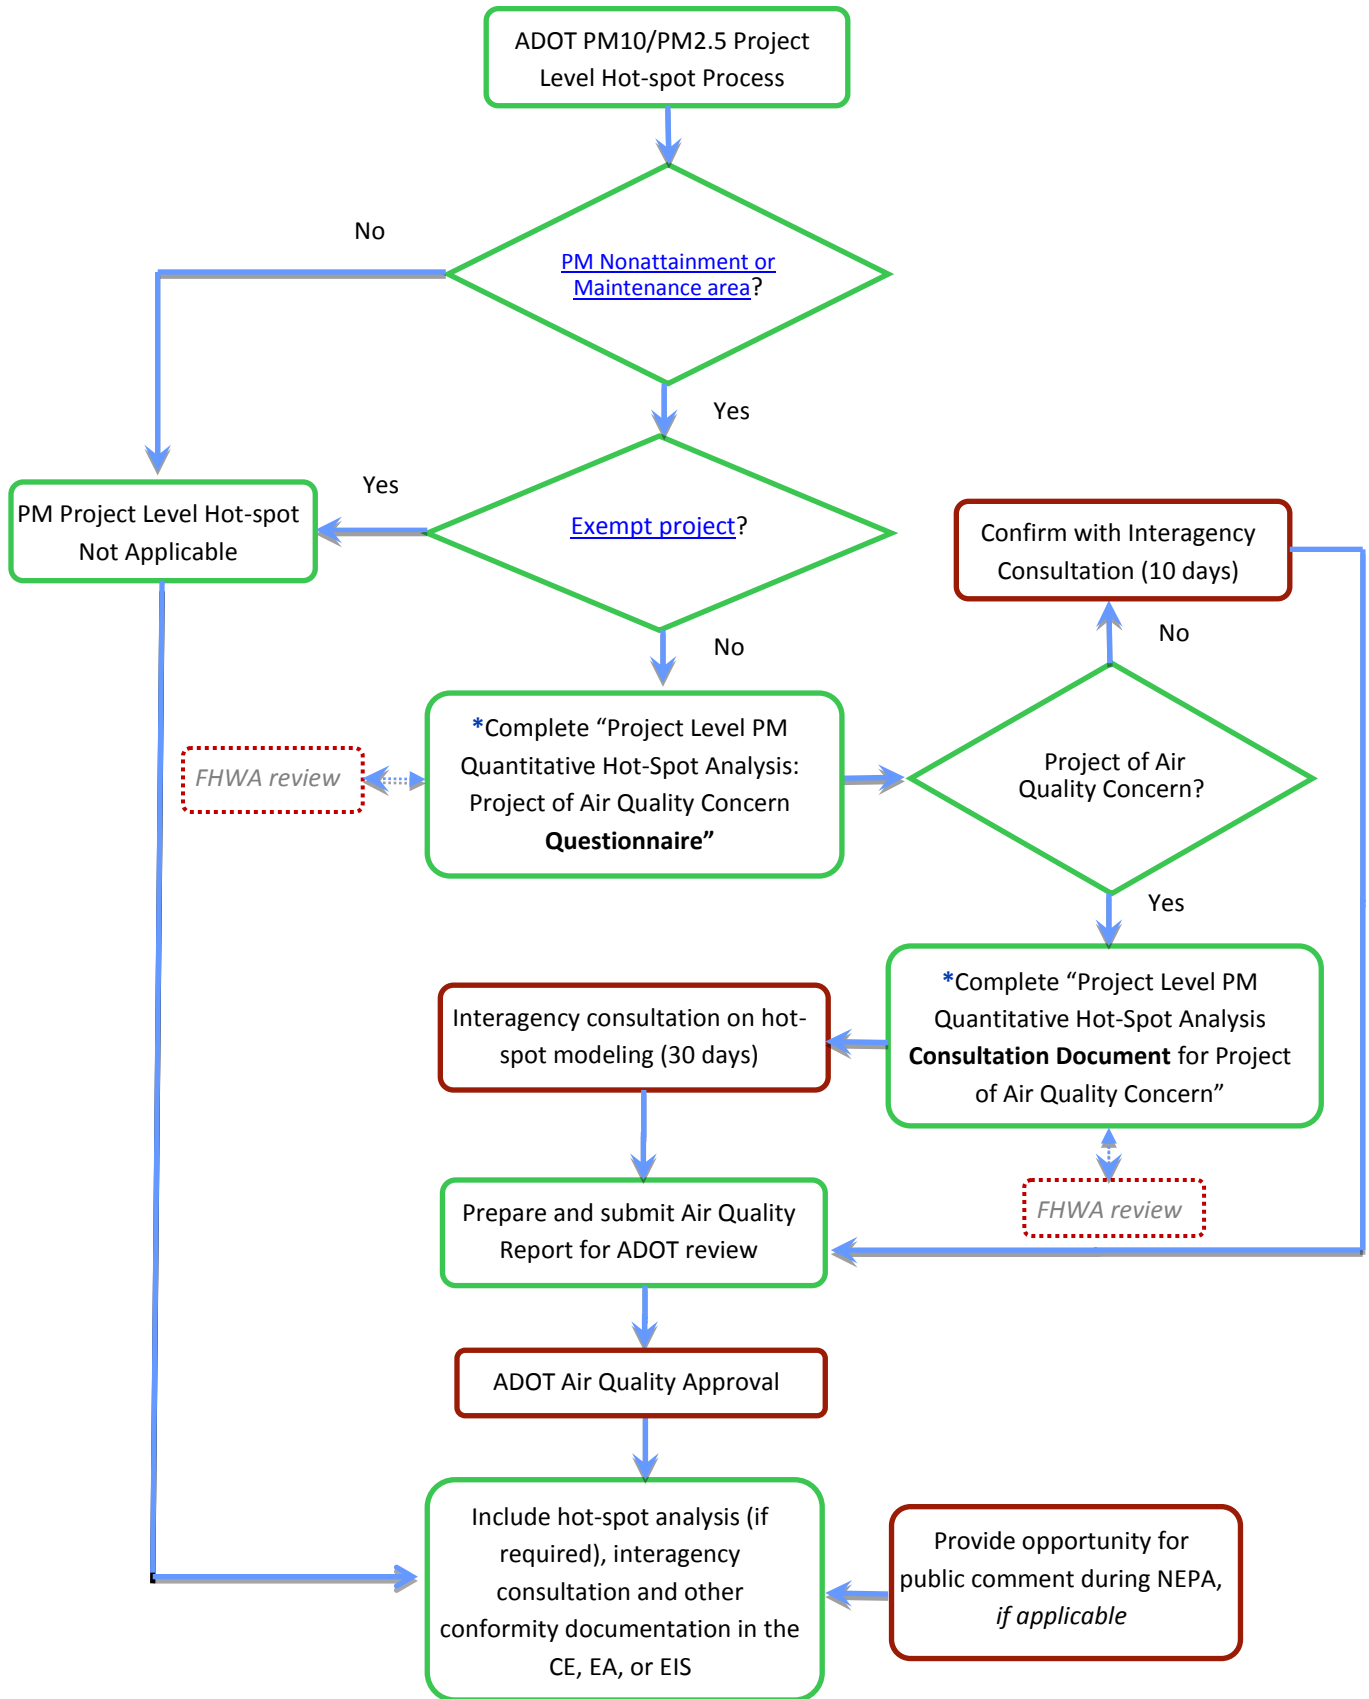 ADOT PM10/PM2.5 Project
Level Hot-spot Process
No
PM Nonattainment or
Maintenance area?
Yes
Yes
PM Project Level Hot-spot
Not Applicable
Exempt project?
Confirm with Interagency
Consultation (10 days)
No
No
*Complete “Project Level PM
Quantitative Hot-Spot Analysis:
Project of Air Quality Concern
Questionnaire”
FHWA review
Project of Air
Quality Concern?
Yes
*Complete “Project Level PM
Quantitative Hot-Spot Analysis
Consultation Document for Project
of Air Quality Concern”
Interagency consultation on hot-
spot modeling (30 days)
FHWA review
Prepare and submit Air Quality
Report for ADOT review
ADOT Air Quality Approval
Include hot-spot analysis (if
required), interagency
consultation and other
conformity documentation in the
CE, EA, or EIS
Provide opportunity for
public comment during NEPA,
if applicable